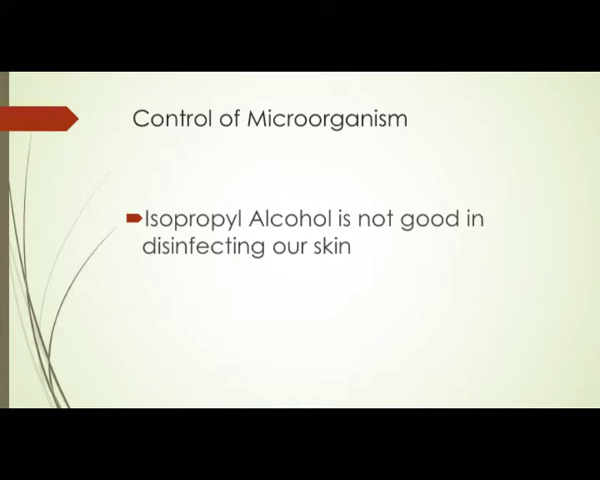 Control of Microorganism
Isopropyl Alcohol is not good in
disinfecting our skin